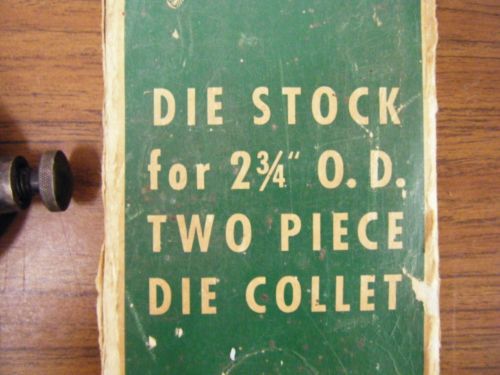 DIE STOCK
for 2¾" O.D.
TWO PIECE
DIE COLLET